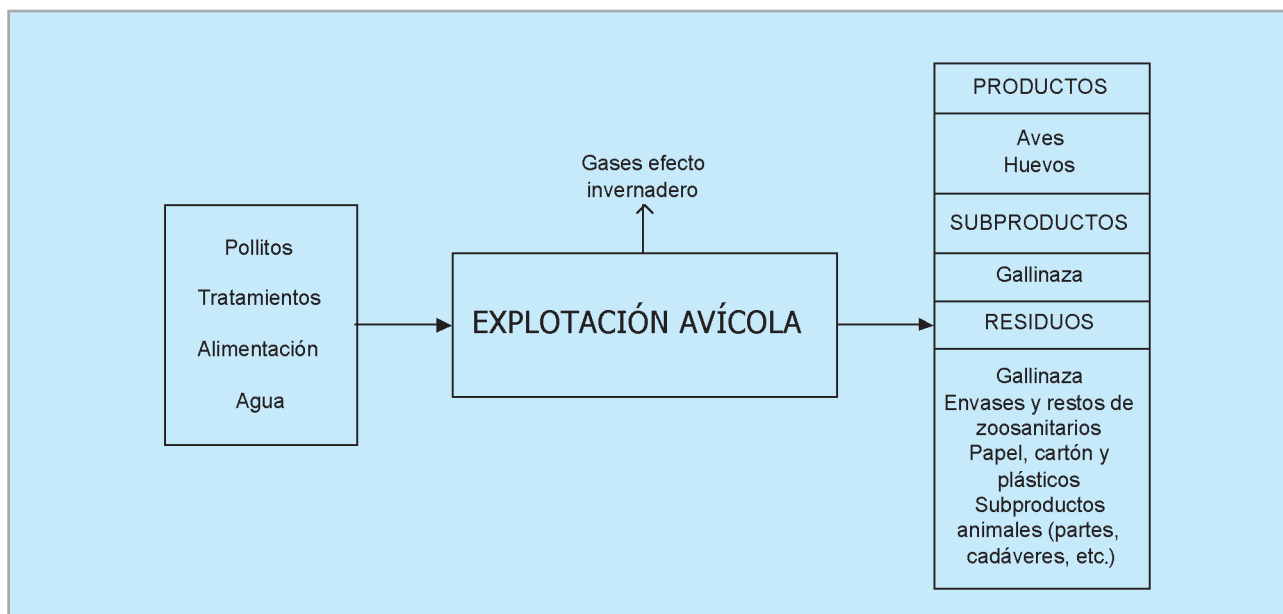 Pollitos
Tratamientos
Alimentación
Agua
Gases efecto
invernadero
EXPLOTACIÓN AVÍCOLA
PRODUCTOS
Aves
Huevos
SUBPRODUCTOS
Gallinaza
RESIDUOS
Gallinaza
Envases y restos de
zoosanitarios
Papel, cartón y
plásticos
Subproductos
animales (partes,
cadáveres, etc.)